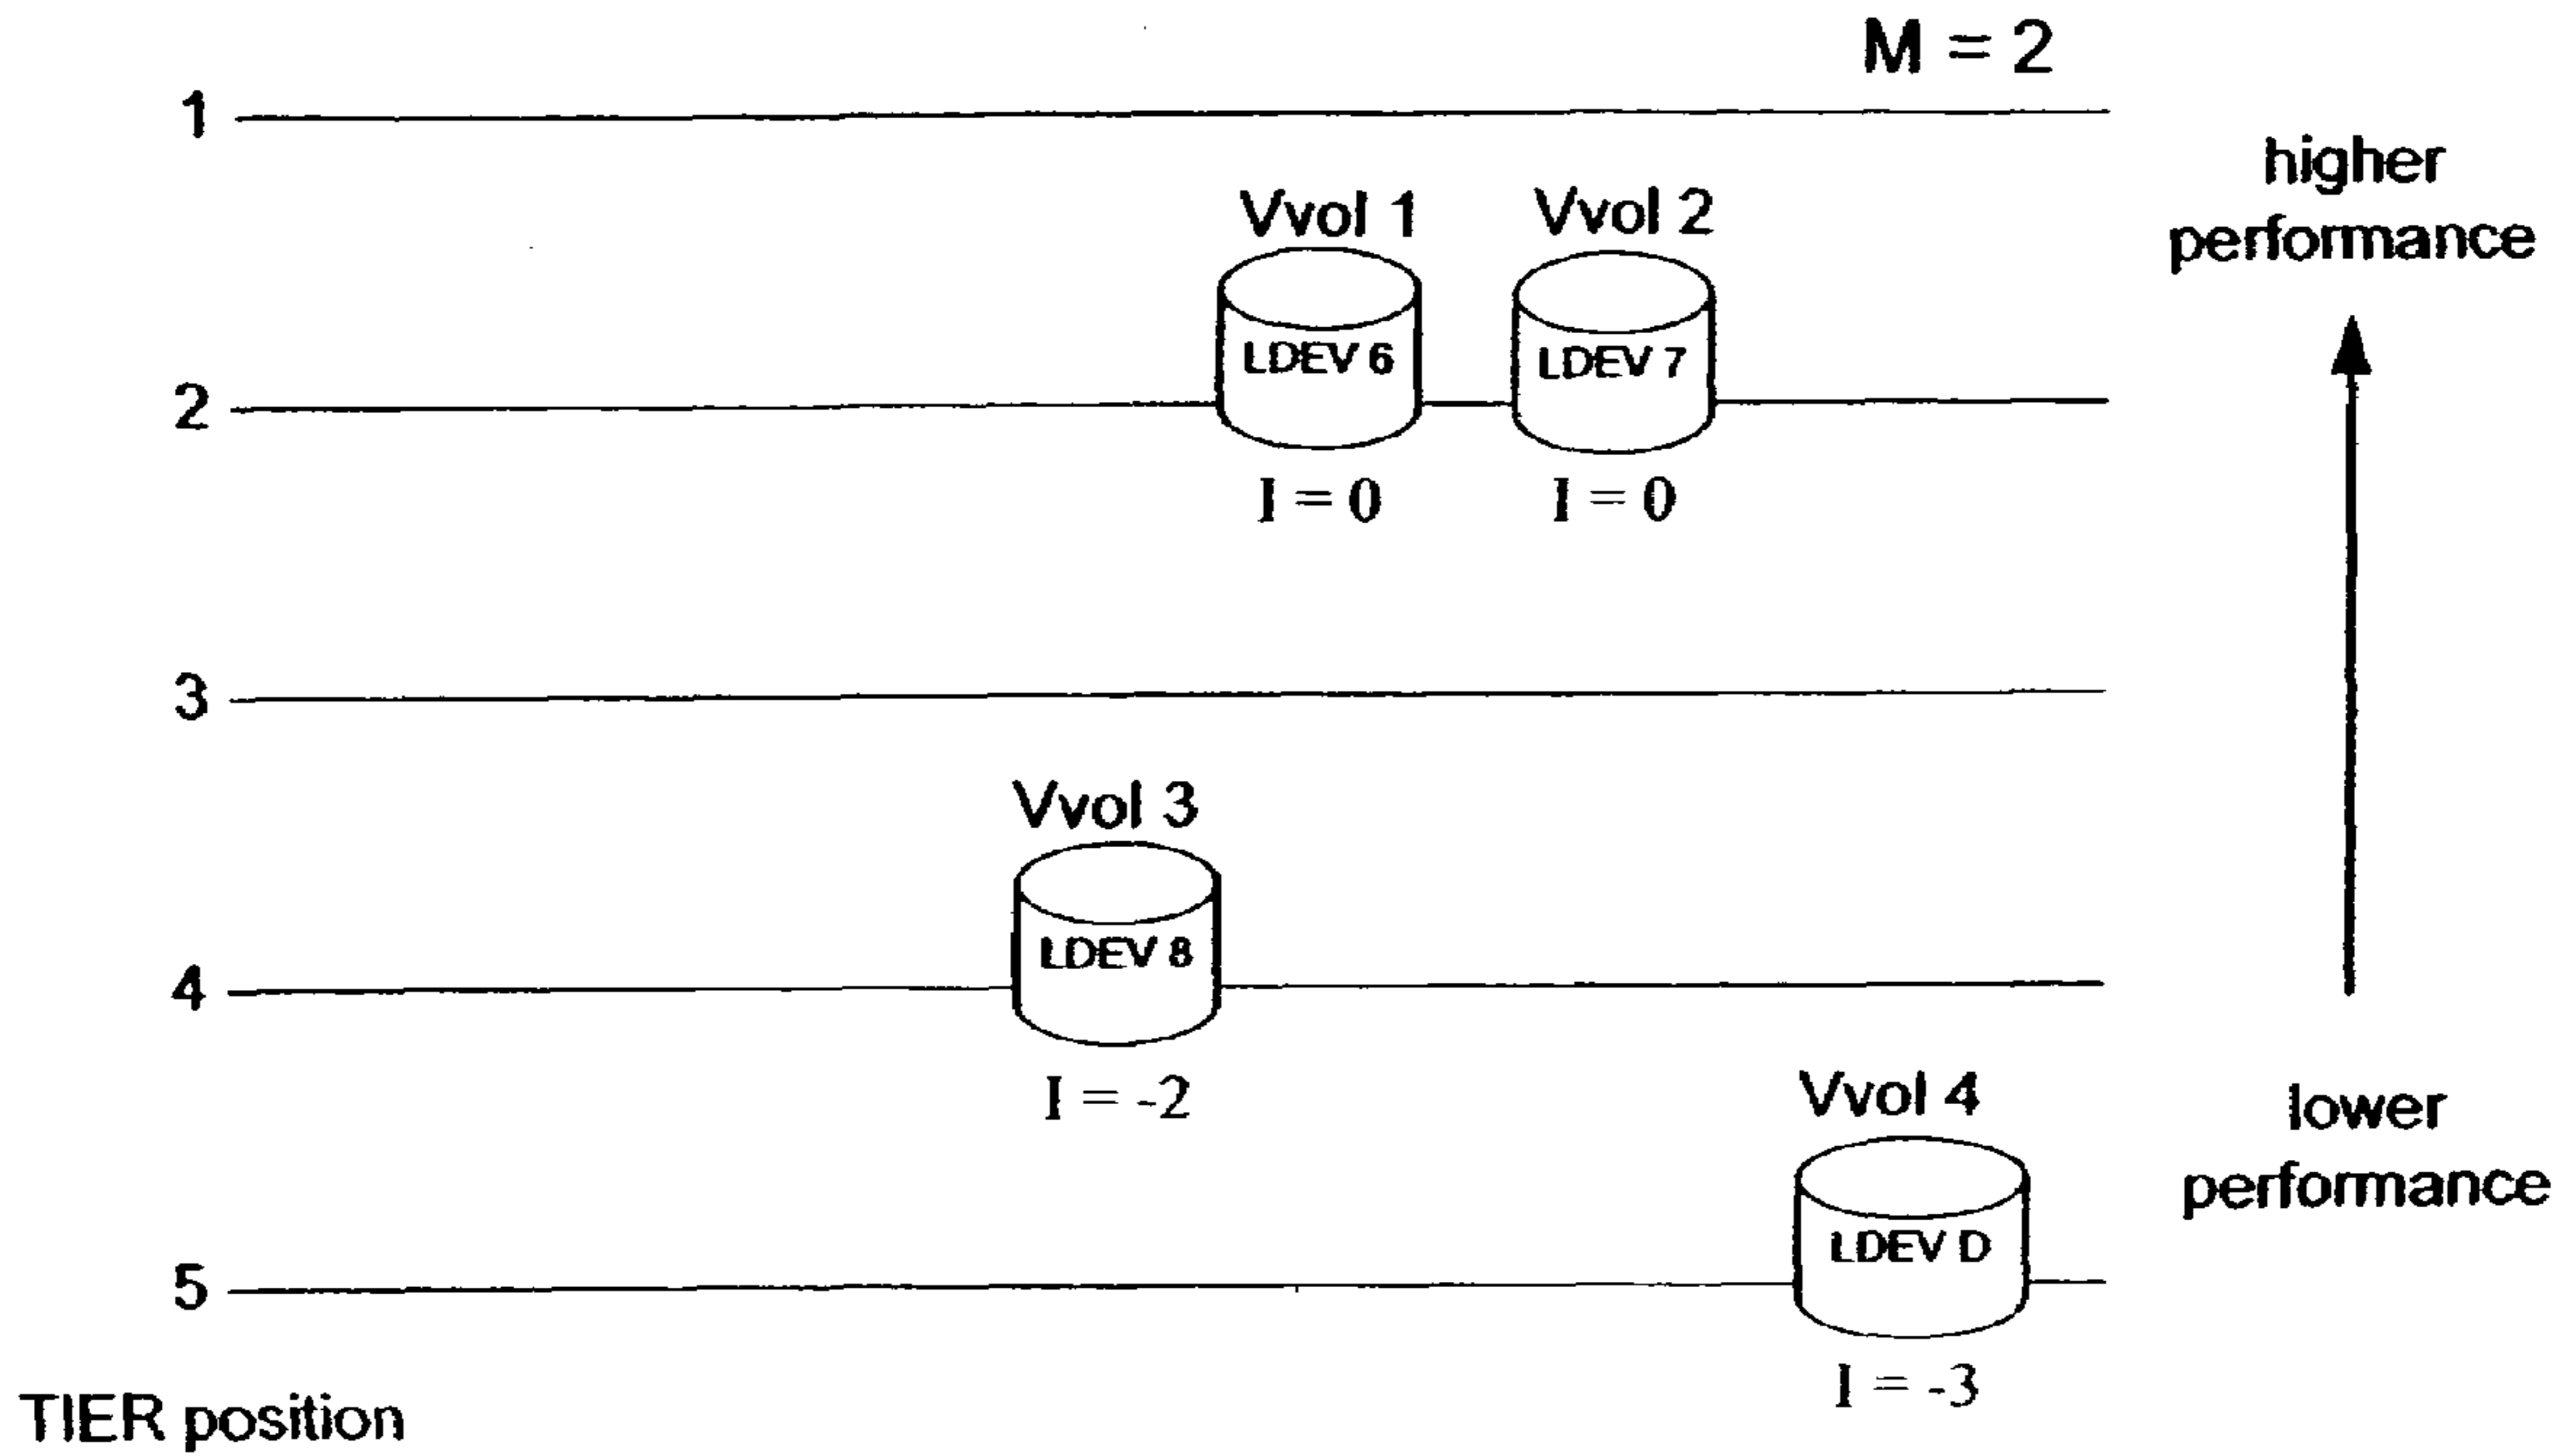 M = 2
1
higher
performance
Vvol 1
Vvol 2
LDEV 6
LDEV 7
2
I = 0
I = 0
3
Vvol 3
LDEV 8
4
I = -2
Vvol 4
lower
performance
LDEV D
5
I = -3
TIER position